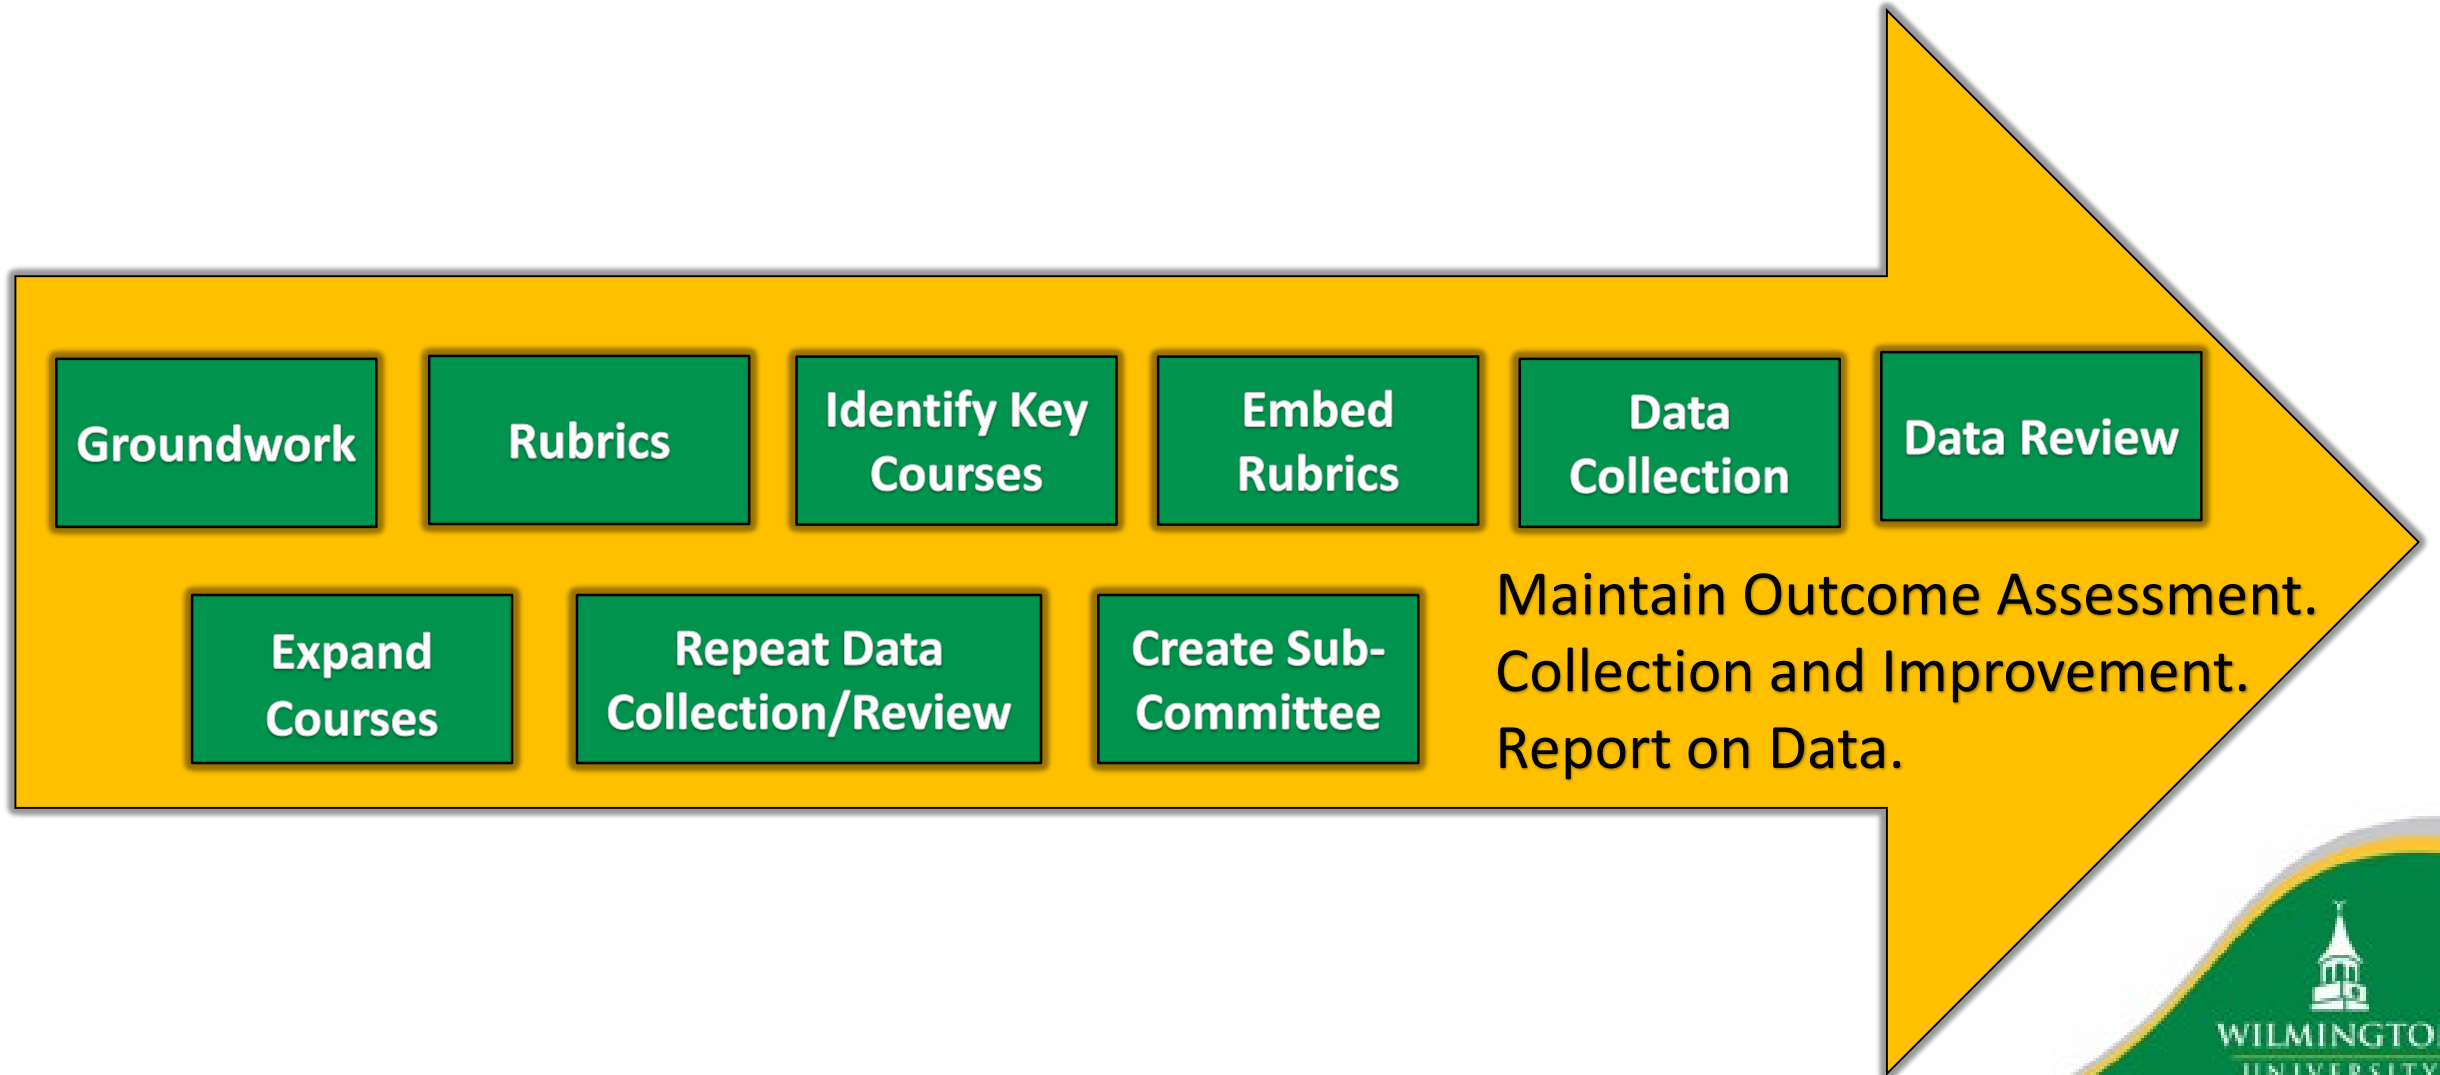 Groundwork
Rubrics
Identify Key
Courses
Embed
Rubrics
Data
Collection
Data Review
Expand
Courses
Repeat Data
Collection/Review
Create Sub-
Committee
Maintain Outcome Assessment.
Collection and Improvement.
Report on Data.
WILMINGTO
UNIVERSITY